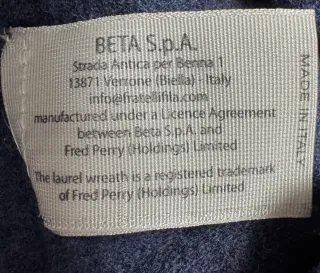 BETA S.p.A.
Strada Antica per Benna 1
13871 Verrone (Biella) - Italy
info@fratellifila.com
manufactured under a Licence Agreement
between Beta S.p.A. and
Fred Perry (Holdings) Limited
The laurel wreath is a registered trademark
of Fred Perry (Holdings) Limited
MADE IN ITALY